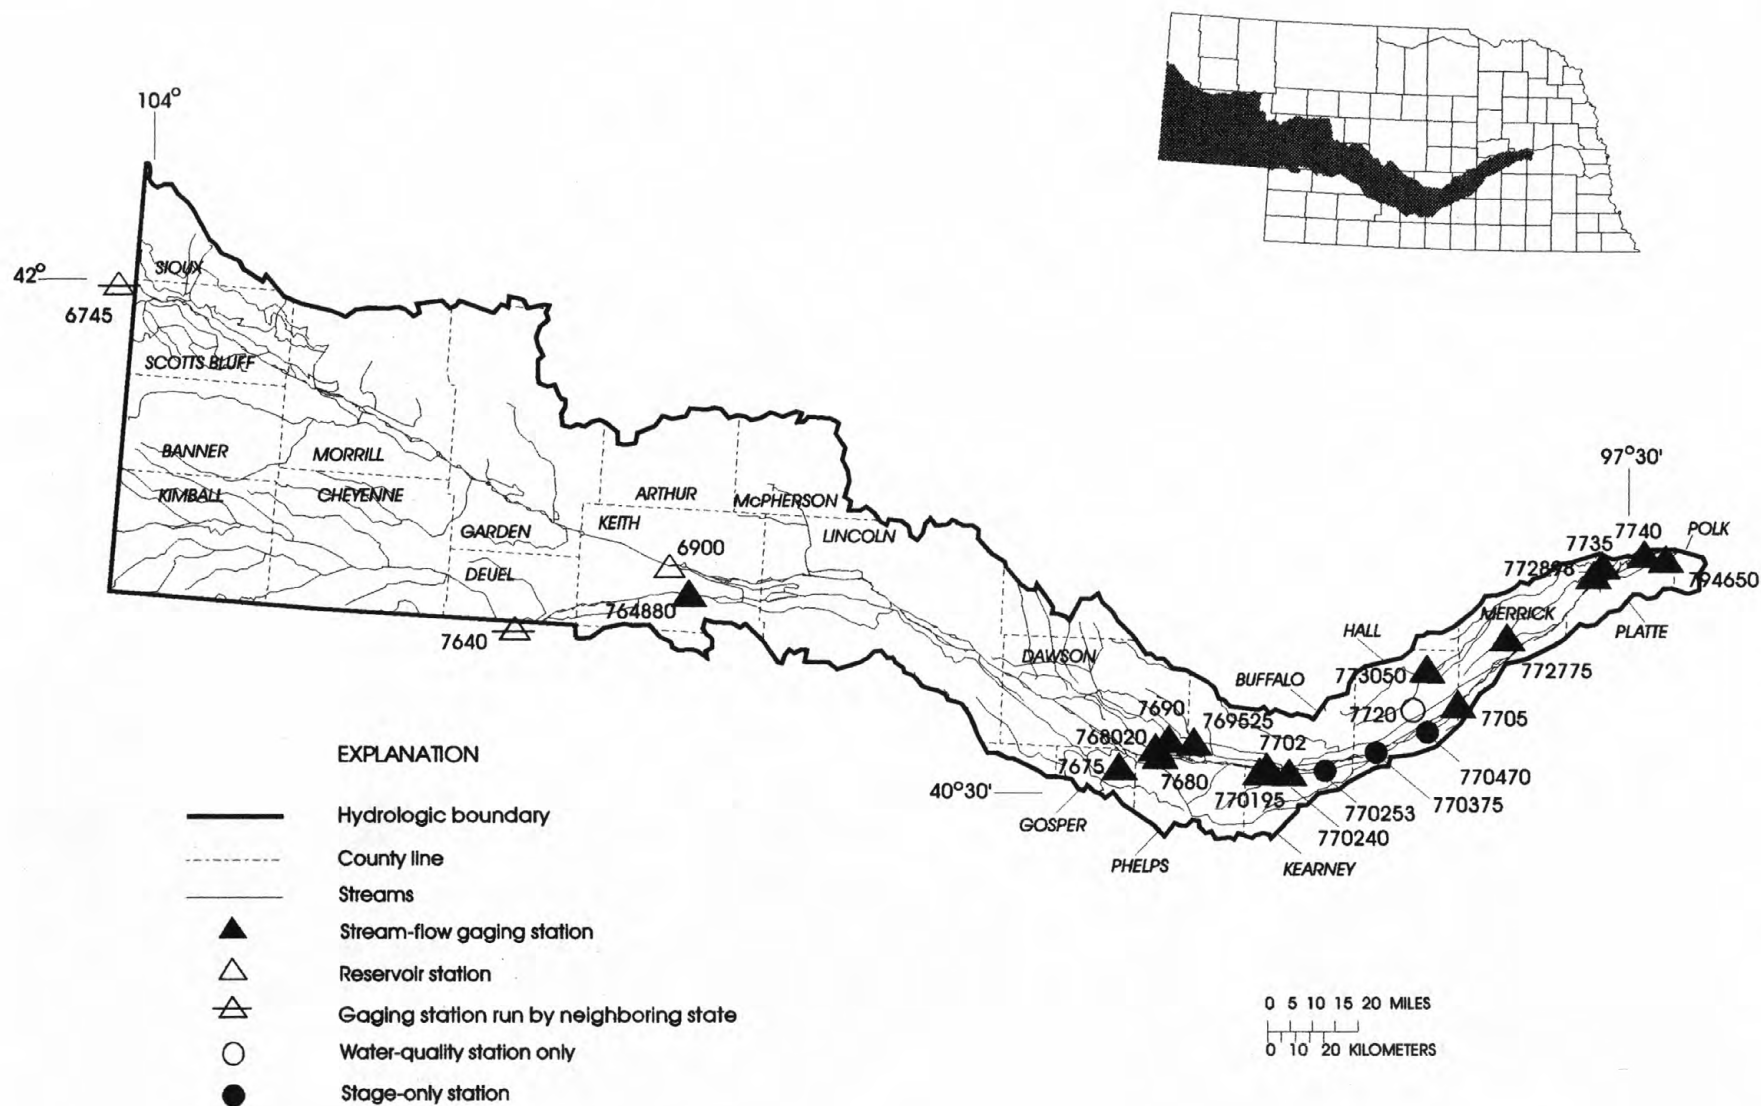 104°
42°
6745
SIOUX
SCOTTS BLUFF
BANNER
MORRILL
KIMBALL
CHEYENNE
GARDEN
DEUEL
7640
ARTHUR
McPHERSON
KEITH
LINCOLN
6900
764880
97°30'
7740
POLK
7735
772898
794650
MERRICK
PLATTE
HALL
DAWSON
BUFFALO
773050
772775
7690
769525
7720
7705
768020
7702
7675
7680
770470
40°30'
770195
770375
770253
GOSPER
770240
PHELPS
KEARNEY
EXPLANATION
Hydrologic boundary
County line
Streams
Stream-flow gaging station
Reservoir station
Gaging station run by neighboring state
Water-quality station only
Stage-only station
0 5 10 15 20 MILES
0 10 20 KILOMETERS